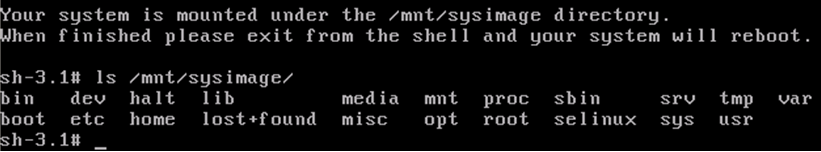 Your system is mounted under the /mnt/sysimage directory.
When finished please exit from the shell and your system will reboot.
sh-3.1# ls /mnt/sysimage/
bin dev halt lib media mnt proc sbin srv tmp var
boot etc home lost+found misc opt root selinux sys usr
sh-3.1# _